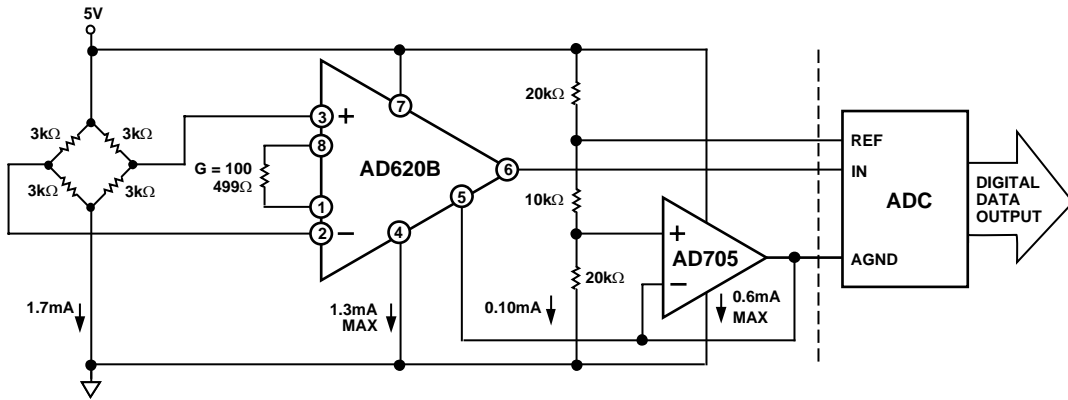 5V
3kΩ
3kΩ
3kΩ
3kΩ
G = 100
499Ω
3
8
1
2
+
−
7
AD620B
6
5
4
20kΩ
10kΩ
20kΩ
+
AD705
−
REF
IN
ADC
AGND
DIGITAL
DATA
OUTPUT
1.7mA
1.3mA
MAX
0.10mA
0.6mA
MAX